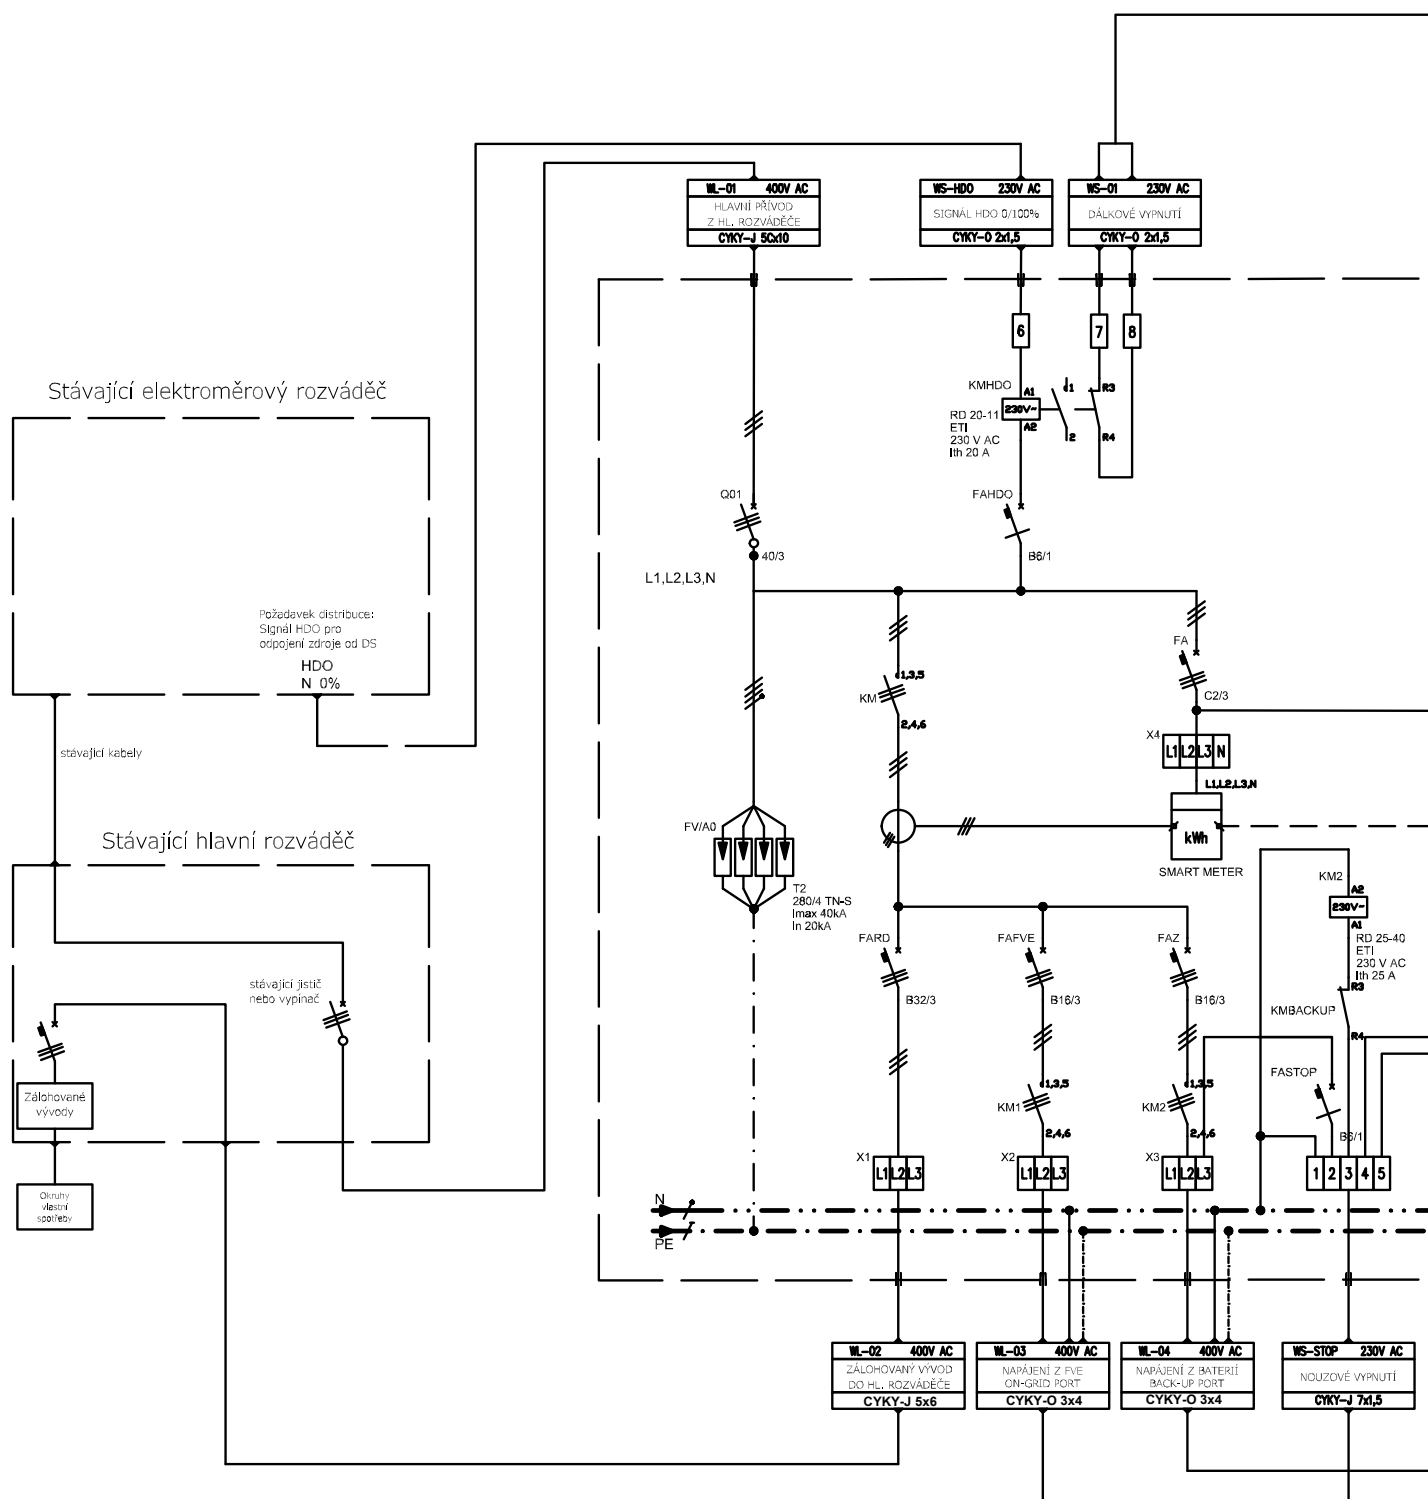 WL-01 400V AC
HLAVNÍ PŘÍVOD
Z HL. ROZVÁDĚČE
CYKY-J 5Cx10
WS-HDO 230V AC
SIGNÁL HDO 0/100%
CYKY-O 2x1,5
WS-01 230V AC
DÁLKOVÉ VYPNUTÍ
CYKY-O 2x1,5
6
7
8
KMHDO
A1
230V~
A2
1
2
R3
R4
RD 20-11
ETI
230 V AC
Ith 20 A
Stávající elektroměrový rozváděč
Q01
40/3
FAHDO
B6/1
L1,L2,L3,N
Požadavek distribuce:
Signál HDO pro
odpojení zdroje od DS
HDO
N 0%
FA
C2/3
KM
1,3,5
2,4,6
X4
L1 L2 L3 N
L1,L2,L3,N
stávající kabely
kWh
SMART METER
FV/A0
T2
280/4 TN-S
Imax 40kA
In 20kA
Stávající hlavní rozváděč
KM2
A2
230V~
A1
RD 25-40
ETI
230 V AC
Ith 25 A
FARD
B32/3
FAFVE
B16/3
FAZ
B16/3
stávající jistič
nebo vypínač
R3
KMBACKUP
R4
FASTOP
B6/1
KM1
1,3,5
2,4,6
KM2
1,3,5
2,4,6
Zálohované
vývody
X1
L1 L2 L3
X2
L1 L2 L3
X3
L1 L2 L3
1 2 3 4 5
Okruhy
vlastní
spotřeby
N
PE
WL-02 400V AC
ZÁLOHOVANÝ VÝVOD
DO HL. ROZVÁDĚČE
CYKY-J 5x6
WL-03 400V AC
NAPÁJENÍ Z FVE
ON-GRID PORT
CYKY-O 3x4
WL-04 400V AC
NAPÁJENÍ Z BATERIÍ
BACK-UP PORT
CYKY-O 3x4
WS-STOP 230V AC
NOUZOVÉ VYPNUTÍ
CYKY-J 7x1,5